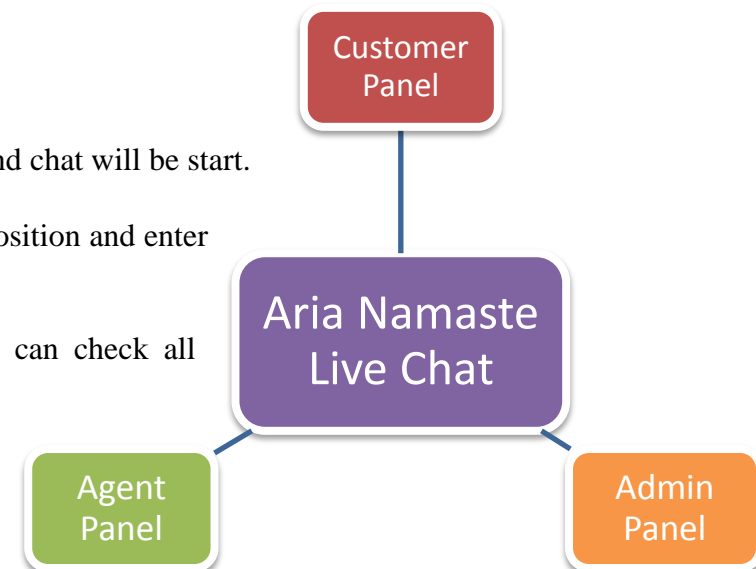 Customer
Panel
nd chat will be start.
osition and enter
Aria Namaste
Live Chat
can check all
Agent
Panel
Admin
Panel